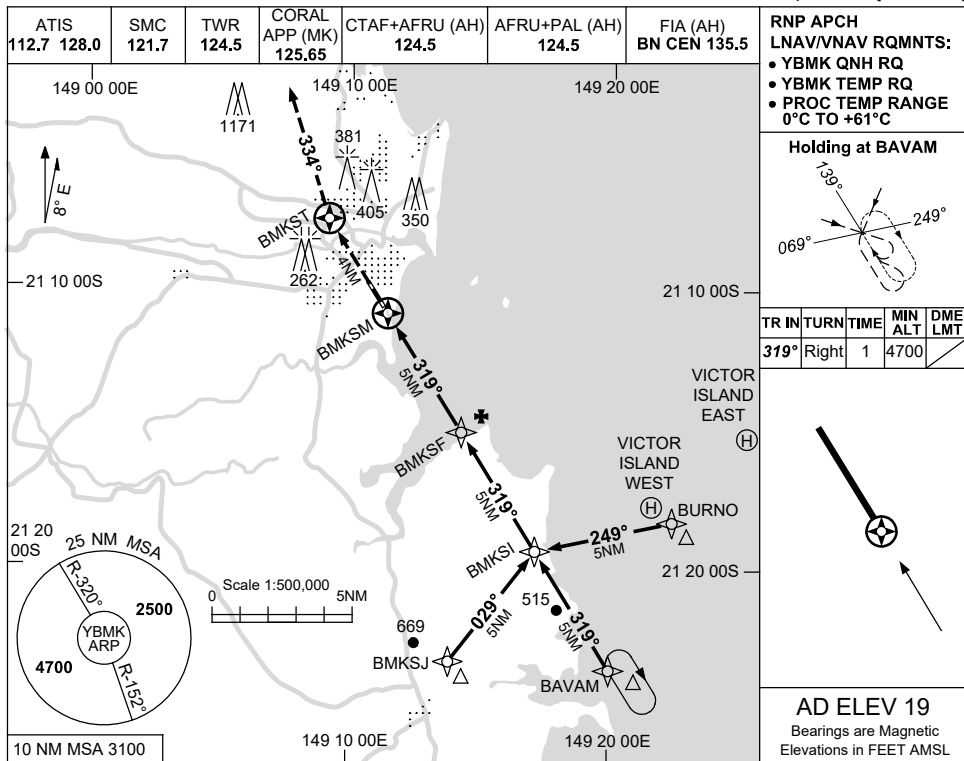 ATIS
112.7 128.0
SMC
121.7
TWR
124.5
CORAL
APP (MK)
125.65
CTAF+AFRU (AH)
124.5
AFRU+PAL (AH)
124.5
FIA (AH)
BN CEN 135.5
RNP APCH
LNAV/VNAV RQMNTS:
• YBMK QNH RQ
• YBMK TEMP RQ
• PROC TEMP RANGE
0°C TO +61°C
149 00 00E
149 10 00E
149 20 00E
1171
334°
381
8° E
405
350
BMKST
262
4NM
21 10 00S
21 10 00S
BMKSM
319°
5NM
VICTOR
ISLAND
EAST
H
BMKSF
VICTOR
ISLAND
WEST
H
319°
5NM
BURNO
249°
5NM
BMKSI
21 20
00S
21 20 00S
25 NM MSA
R-320°
2500
YBMK
ARP
4700
R-152°
Scale 1:500,000
0
5NM
029°
5NM
515
319°
5NM
669
BMKSJ
BAVAM
149 10 00E
149 20 00E
10 NM MSA 3100
Holding at BAVAM
139°
249°
069°
TR IN
TURN
TIME
MIN
ALT
DME
LMT
319°
Right
1
4700
AD ELEV 19
Bearings are Magnetic
Elevations in FEET AMSL